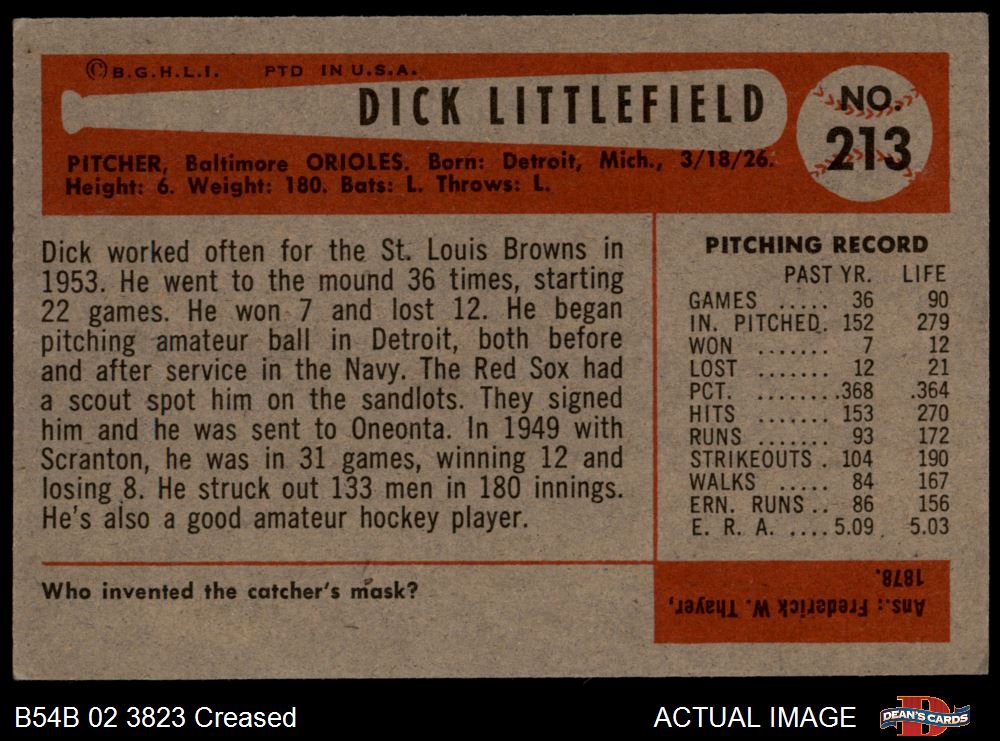 ©B.G.H.L.I. PTD IN U.S.A.
DICK LITTLEFIELD
NO. 213
PITCHER, Baltimore ORIOLES. Born: Detroit, Mich., 3/18/26.
Height: 6. Weight: 180. Bats: L. Throws: L.
Dick worked often for the St. Louis Browns in
1953. He went to the mound 36 times, starting
22 games. He won 7 and lost 12. He began
pitching amateur ball in Detroit, both before
and after service in the Navy. The Red Sox had
a scout spot him on the sandlots. They signed
him and he was sent to Oneonta. In 1949 with
Scranton, he was in 31 games, winning 12 and
losing 8. He struck out 133 men in 180 innings.
He's also a good amateur hockey player.
PITCHING RECORD
PAST YR. LIFE
GAMES ..... 36 90
IN. PITCHED. 152 279
WON ....... 7 12
LOST ....... 12 21
PCT. ........368 .364
HITS ....... 153 270
RUNS ....... 93 172
STRIKEOUTS . 104 190
WALKS ..... 84 167
ERN. RUNS .. 86 156
E. R. A. ....5.09 5.03
Who invented the catcher's mask?
Ans.: Frederick W. Thayer,
1878.
B54B 02 3823 Creased
ACTUAL IMAGE
D
DEAN'S CARDS